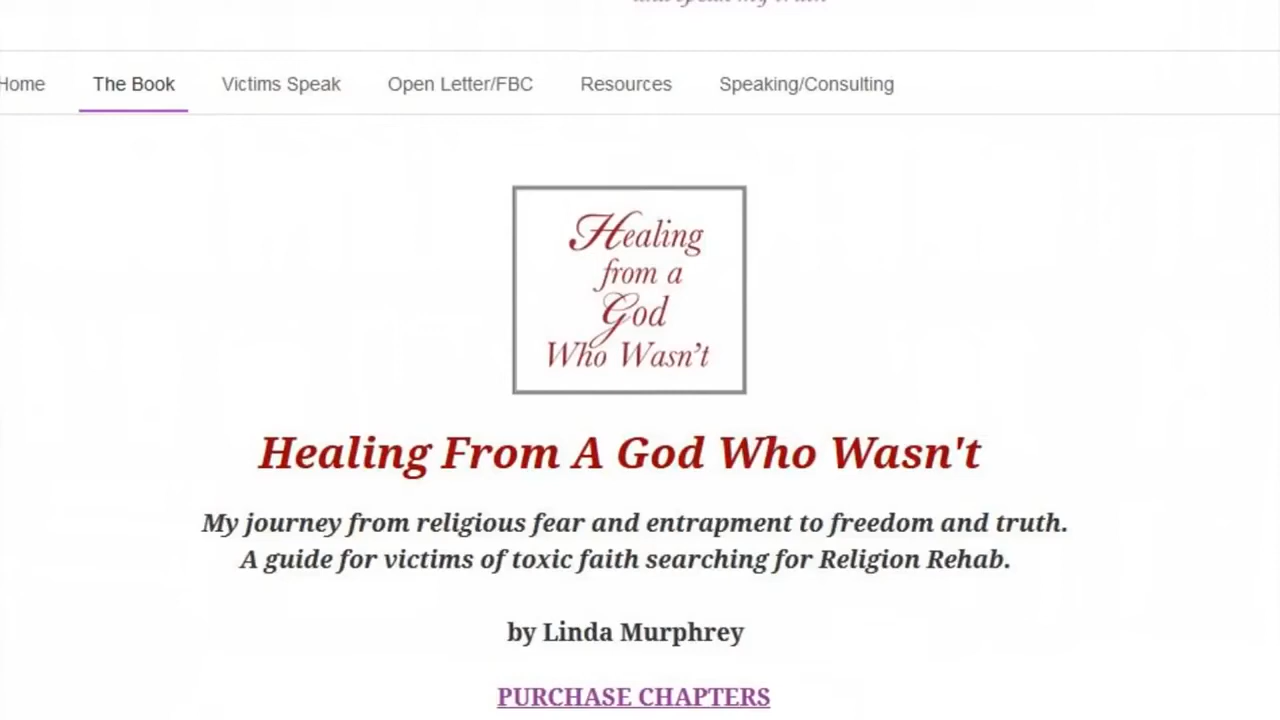 Home The Book Victims Speak Open Letter/FBC Resources Speaking/Consulting
Healing
from a
God
Who Wasn't
Healing From A God Who Wasn't
My journey from religious fear and entrapment to freedom and truth.
A guide for victims of toxic faith searching for Religion Rehab.
by Linda Murphrey
PURCHASE CHAPTERS